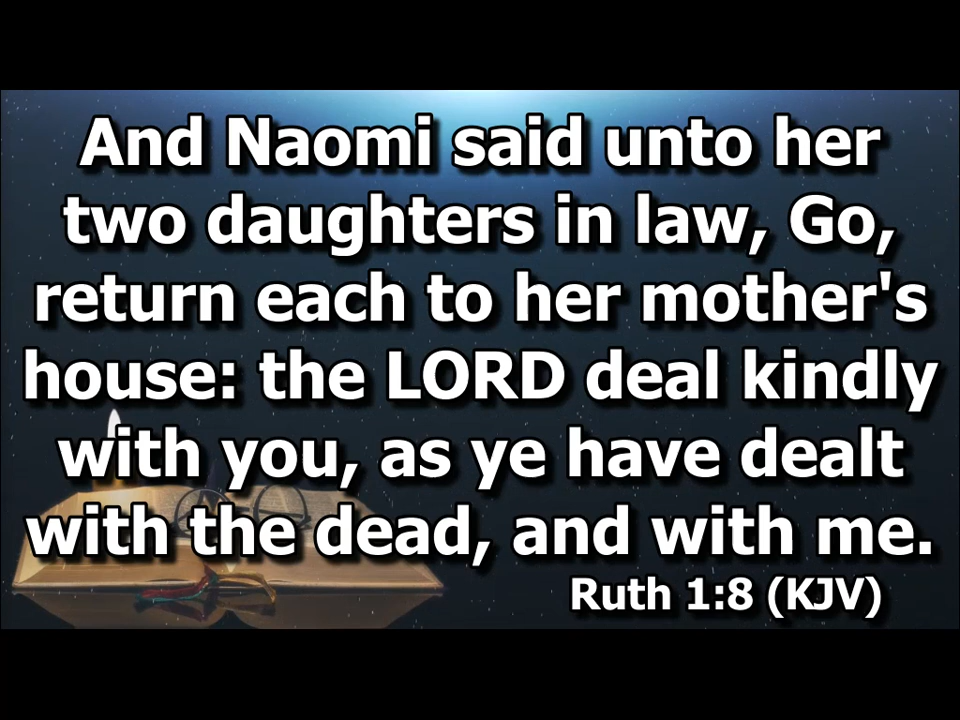 And Naomi said unto her
two daughters in law, Go,
return each to her mother's
house: the LORD deal kindly
with you, as ye have dealt
with the dead, and with me.
Ruth 1:8 (KJV)